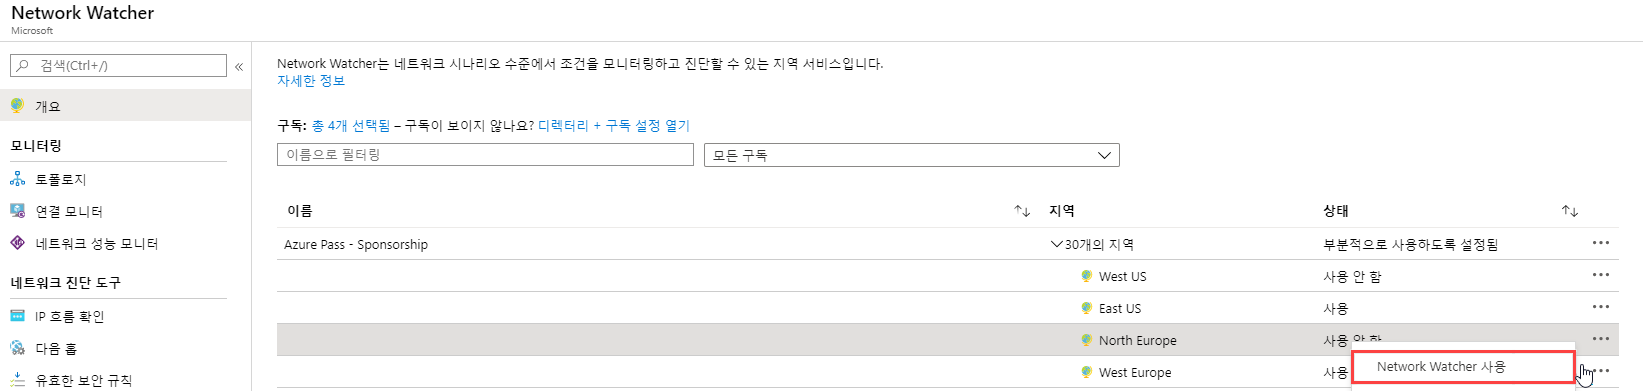 Network Watcher
Microsoft
검색(Ctrl+/)
«
개요
모니터링
토폴로지
연결 모니터
네트워크 성능 모니터
네트워크 진단 도구
IP 흐름 확인
다음 홉
유효한 보안 규칙
Network Watcher는 네트워크 시나리오 수준에서 조건을 모니터링하고 진단할 수 있는 지역 서비스입니다.
자세한 정보
구독: 총 4개 선택됨 – 구독이 보이지 않나요? 디렉터리 + 구독 설정 열기
이름으로 필터링
모든 구독
이름 지역 상태
Azure Pass - Sponsorship 30개의 지역 부분적으로 사용하도록 설정됨
West US 사용 안 함
East US 사용
North Europe 사용 안 함
West Europe 사용
Network Watcher 사용